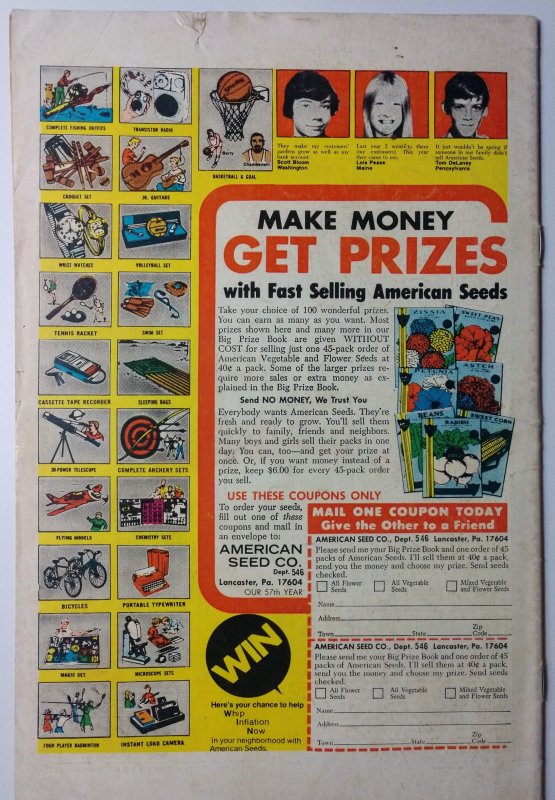 COMPLETE FISHING OUTFITS
TRANSISTOR RADIO
CROQUET SET
JR. GUITARS
Barry
Chamberlain
BASKETBALL & GOAL
They make my customers'
gardens grow as well as my
bank account.
Scott Bloom
Washington
Last year I
(my customers). This year
they came to me.
Lois Pease
Maine
It just wouldn't be spring if
someone in our family didn't
sell American Seeds.
Tom DeLaney
Pennsylvania
WRIST WATCHES
VOLLEYBALL SET
TENNIS RACKET
SWIM SET
CASSETTE TAPE RECORDER
SLEEPING BAGS
30-POWER TELESCOPE
COMPLETE ARCHERY SETS
FLYING MODELS
CHEMISTRY SETS
BICYCLES
PORTABLE TYPEWRITER
MAGIC SET
MICROSCOPE SETS
FOUR PLAYER BADMINTON
INSTANT LOAD CAMERA
MAKE MONEY
GET PRIZES
with Fast Selling American Seeds
Take your choice of 100 wonderful prizes.
You can earn as many as you want. Most
prizes shown here and many more in our
Big Prize Book are given WITHOUT
COST for selling just one 45-pack order of
American Vegetable and Flower Seeds at
40¢ a pack. Some of the larger prizes re-
quire more sales or extra money as ex-
plained in the Big Prize Book.
Send NO MONEY, We Trust You
Everybody wants American Seeds. They're
fresh and ready to grow. You'll sell them
quickly to family, friends and neighbors.
Many boys and girls sell their packs in one
day. You can, too—and get your prize at
once. Or, if you want money instead of a
prize, keep $6.00 for every 45-pack order
you sell.
ZINNIA
SWEET PEAS
PETUNIA
ASTER
BEANS
RADISH
SWEET CORN
USE THESE COUPONS ONLY
To order your seeds,
fill out one of these
coupons and mail in
an envelope to:
AMERICAN
SEED CO.
Dept. 546
Lancaster, Pa. 17604
OUR 57th YEAR
WIN
Here's your chance to help
Whip
Inflation
Now
in your neighborhood with
American Seeds.
MAIL ONE COUPON TODAY
Give the Other to a Friend
AMERICAN SEED CO., Dept. 546 Lancaster, Pa. 17604
Please send me your Big Prize Book and one order of 45
packs of American Seeds. I'll sell them at 40¢ a pack,
send you the money and choose my prize. Send seeds
checked.
All Flower Seeds
All Vegetable Seeds
Mixed Vegetable and Flower Seeds
Name
Address
Town State Zip Code
AMERICAN SEED CO., Dept. 546 Lancaster, Pa. 17604
Please send me your Big Prize Book and one order of 45
packs of American Seeds. I'll sell them at 40¢ a pack,
send you the money and choose my prize. Send seeds
checked.
All Flower Seeds
All Vegetable Seeds
Mixed Vegetable and Flower Seeds
Name
Address
Town State Zip Code